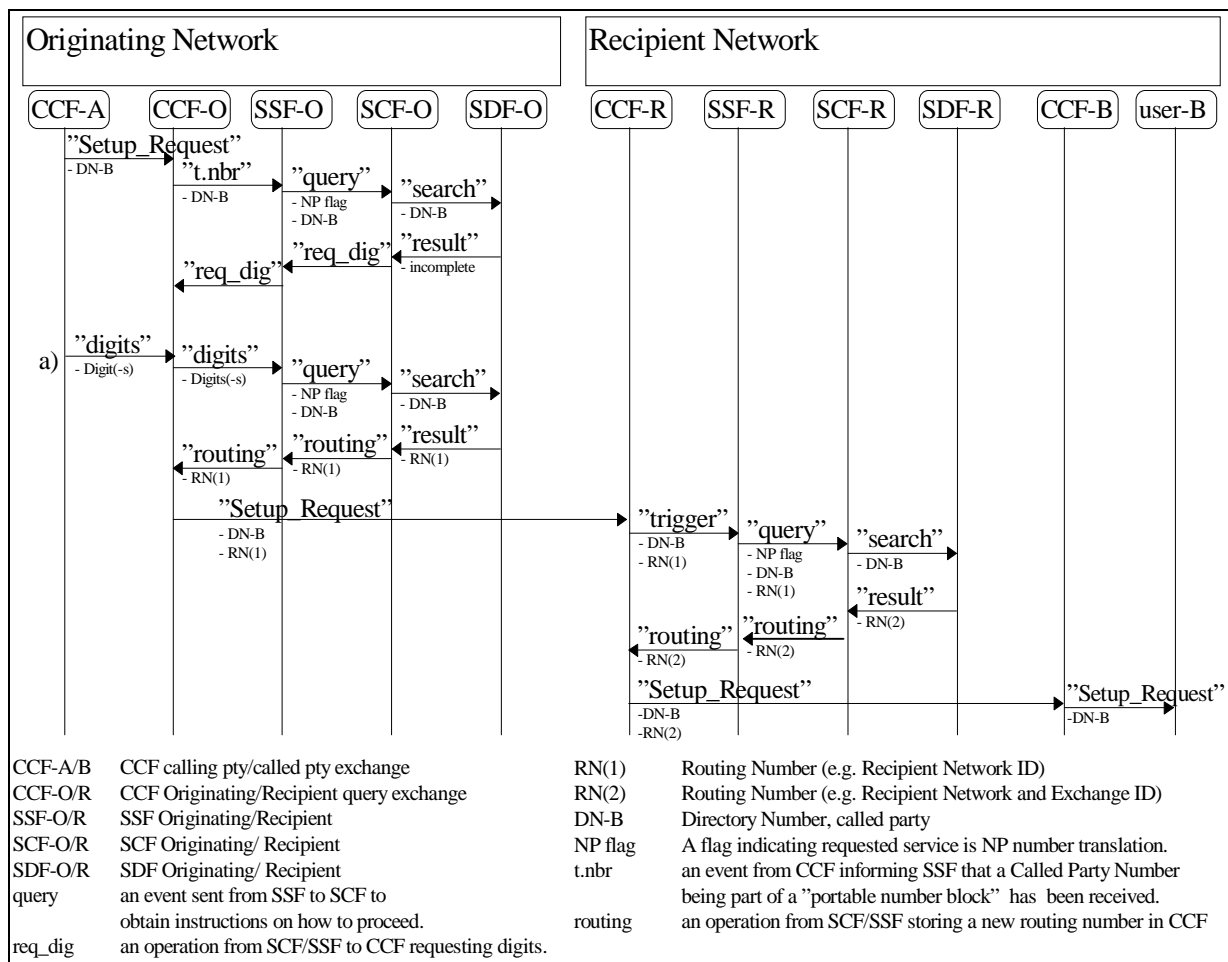 Originating Network
Recipient Network
CCF-A CCF-O SSF-O SCF-O SDF-O CCF-R SSF-R SCF-R SDF-R CCF-B user-B
”Setup_Request”
- DN-B
”t.nbr”
- DN-B
”query”
- NP flag
- DN-B
”search”
- DN-B
”result”
- incomplete
”req_dig”
”req_dig”
a)
”digits”
- Digit(-s)
”digits”
- Digits(-s)
”query”
- NP flag
- DN-B
”search”
- DN-B
”result”
- RN(1)
”routing”
- RN(1)
”routing”
- RN(1)
”Setup_Request”
- DN-B
- RN(1)
”trigger”
- DN-B
- RN(1)
”query”
- NP flag
- DN-B
- RN(1)
”search”
- DN-B
”result”
- RN(2)
”routing”
- RN(2)
”routing”
- RN(2)
”Setup_Request”
-DN-B
-RN(2)
”Setup_Request”
-DN-B
CCF-A/B CCF calling pty/called pty exchange
CCF-O/R CCF Originating/Recipient query exchange
SSF-O/R SSF Originating/Recipient
SCF-O/R SCF Originating/ Recipient
SDF-O/R SDF Originating/ Recipient
query an event sent from SSF to SCF to
obtain instructions on how to proceed.
req_dig an operation from SCF/SSF to CCF requesting digits.
RN(1) Routing Number (e.g. Recipient Network ID)
RN(2) Routing Number (e.g. Recipient Network and Exchange ID)
DN-B Directory Number, called party
NP flag A flag indicating requested service is NP number translation.
t.nbr an event from CCF informing SSF that a Called Party Number
being part of a ”portable number block” has been received.
routing an operation from SCF/SSF storing a new routing number in CCF